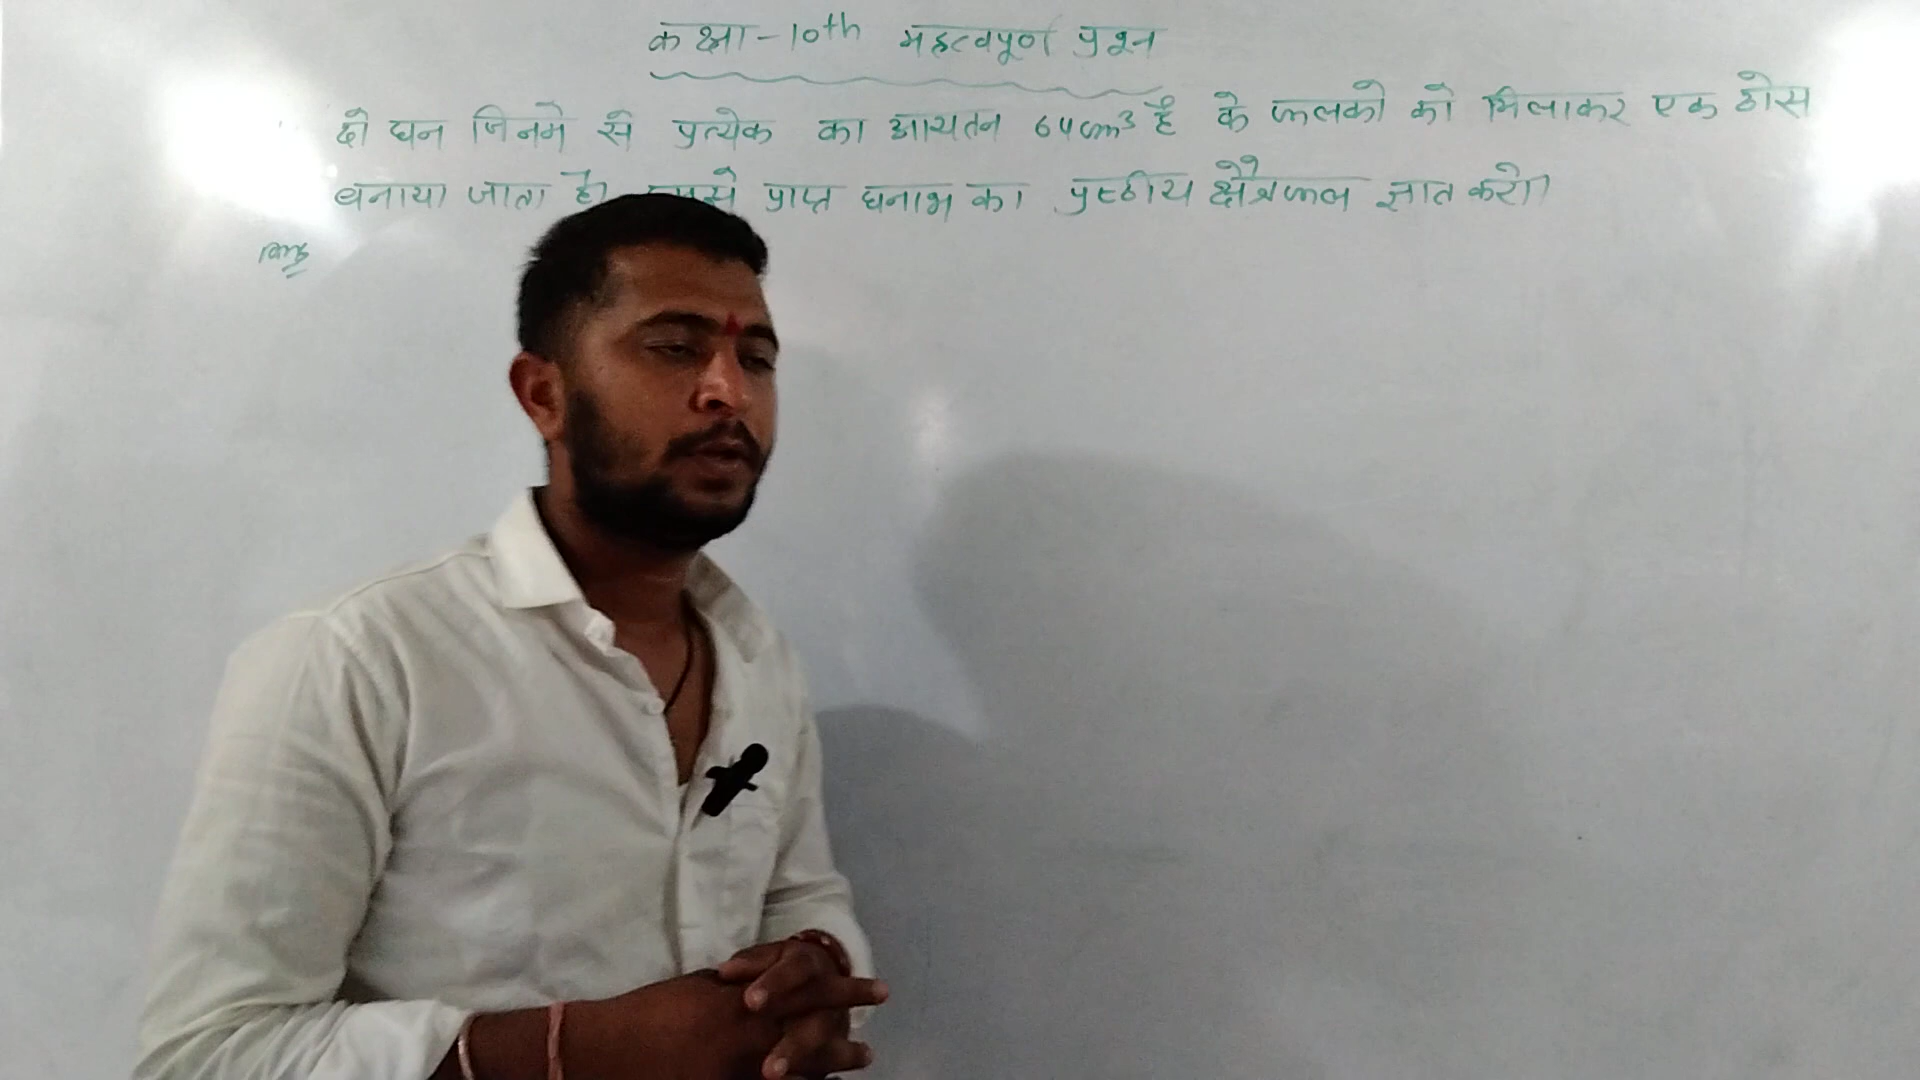 कक्षा-10th महत्वपूर्ण प्रश्न
दो घन जिनमे से प्रत्येक का आयतन 64cm³ है के फलको को मिलाकर एक ठोस
बनाया जाता है। प्राप्त घनाभ का पृष्ठीय क्षैत्रफल ज्ञात करो।